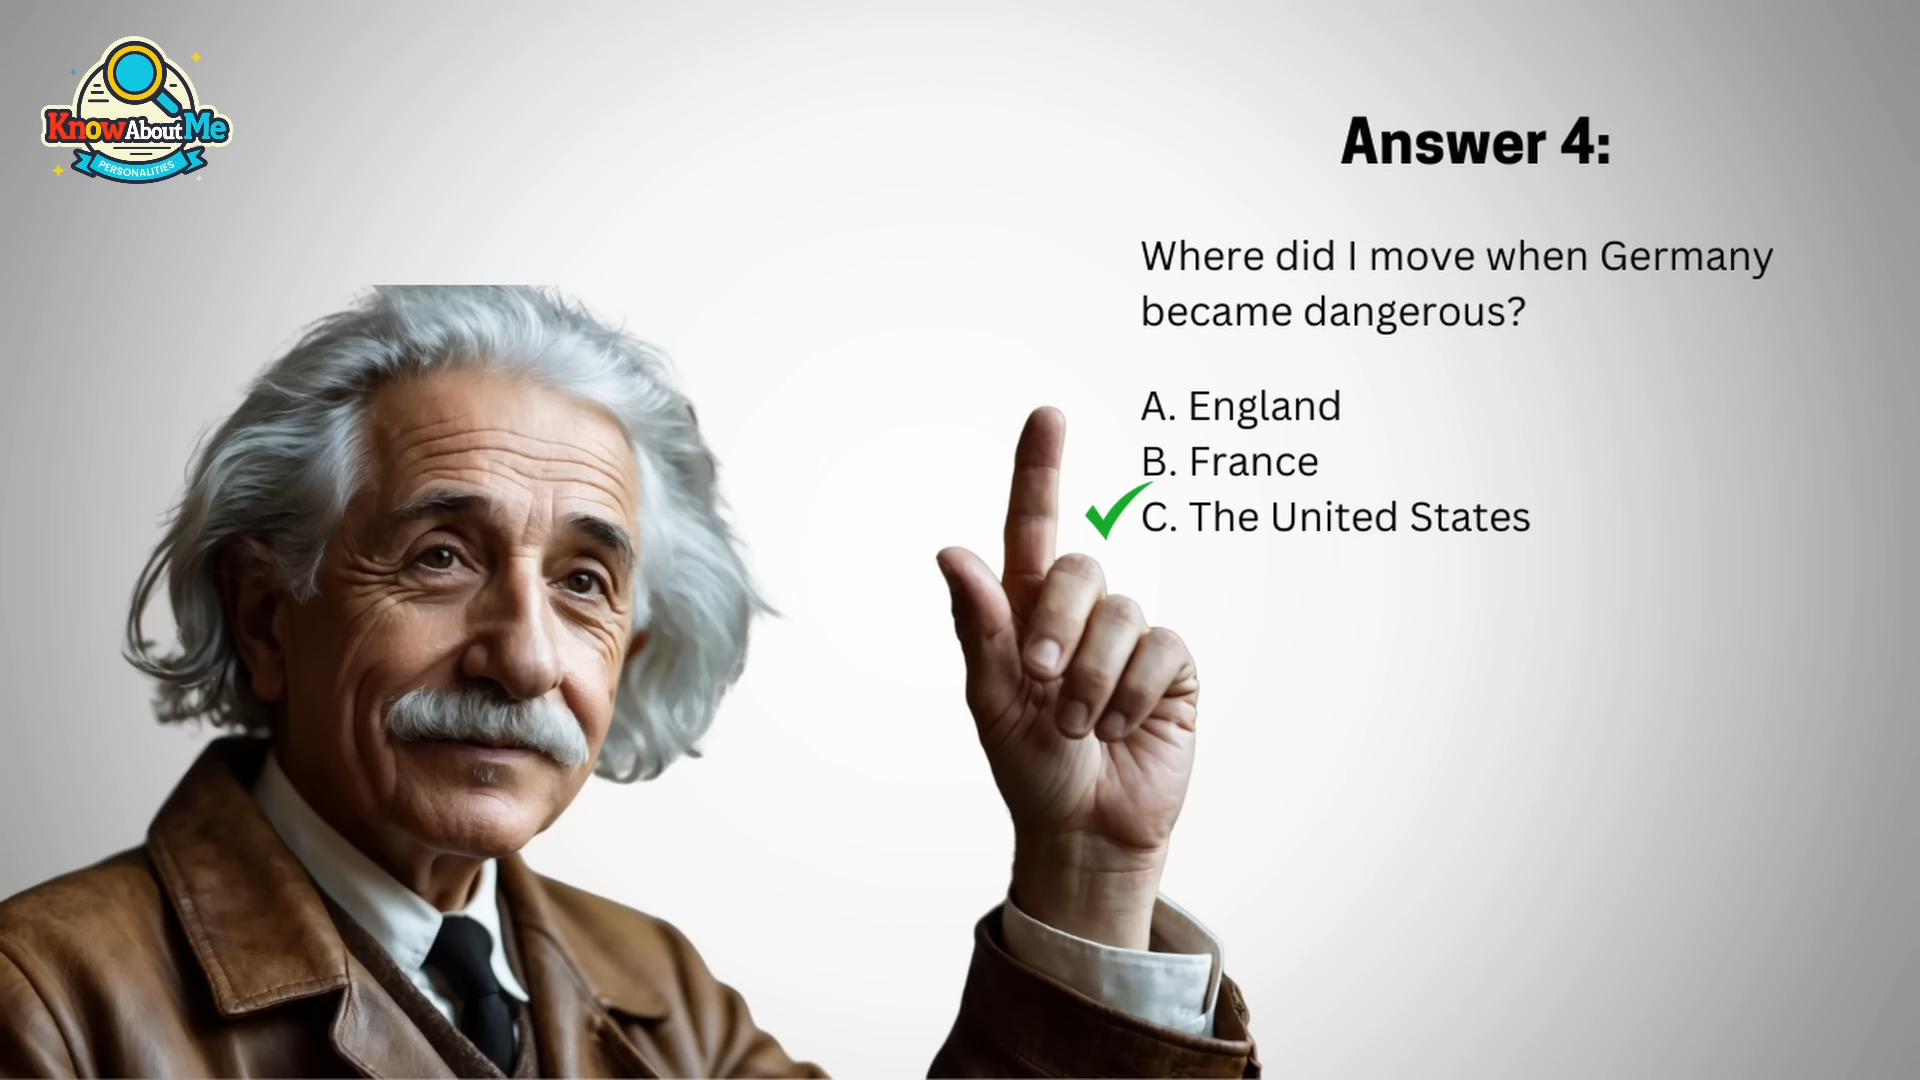 KnowAboutMe
PERSONALITIES
Answer 4:
Where did I move when Germany
became dangerous?
A. England
B. France
C. The United States